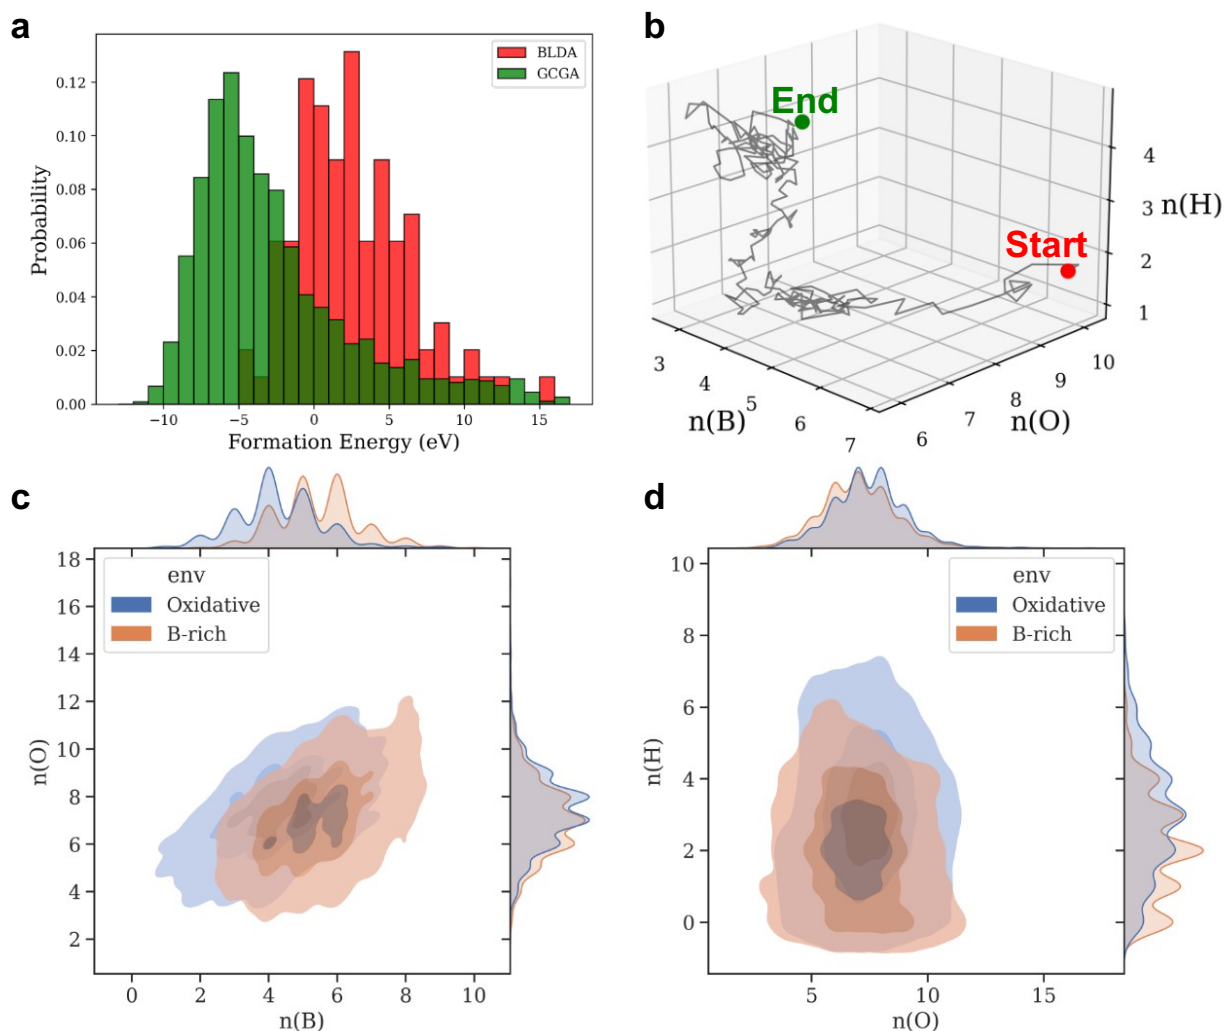 a
BLDA
GCGA
0.12
0.10
0.08
0.06
0.04
0.02
0.00
Probability
−10
−5
0
5
10
15
Formation Energy (eV)
b
End
Start
4
3
2
1
n(H)
3
4
5
6
7
n(B)
6
7
8
9
10
n(O)
c
env
Oxidative
B-rich
18
16
14
12
10
8
6
4
2
n(O)
0
2
4
6
8
10
n(B)
d
env
Oxidative
B-rich
10
8
6
4
2
0
n(H)
5
10
15
n(O)